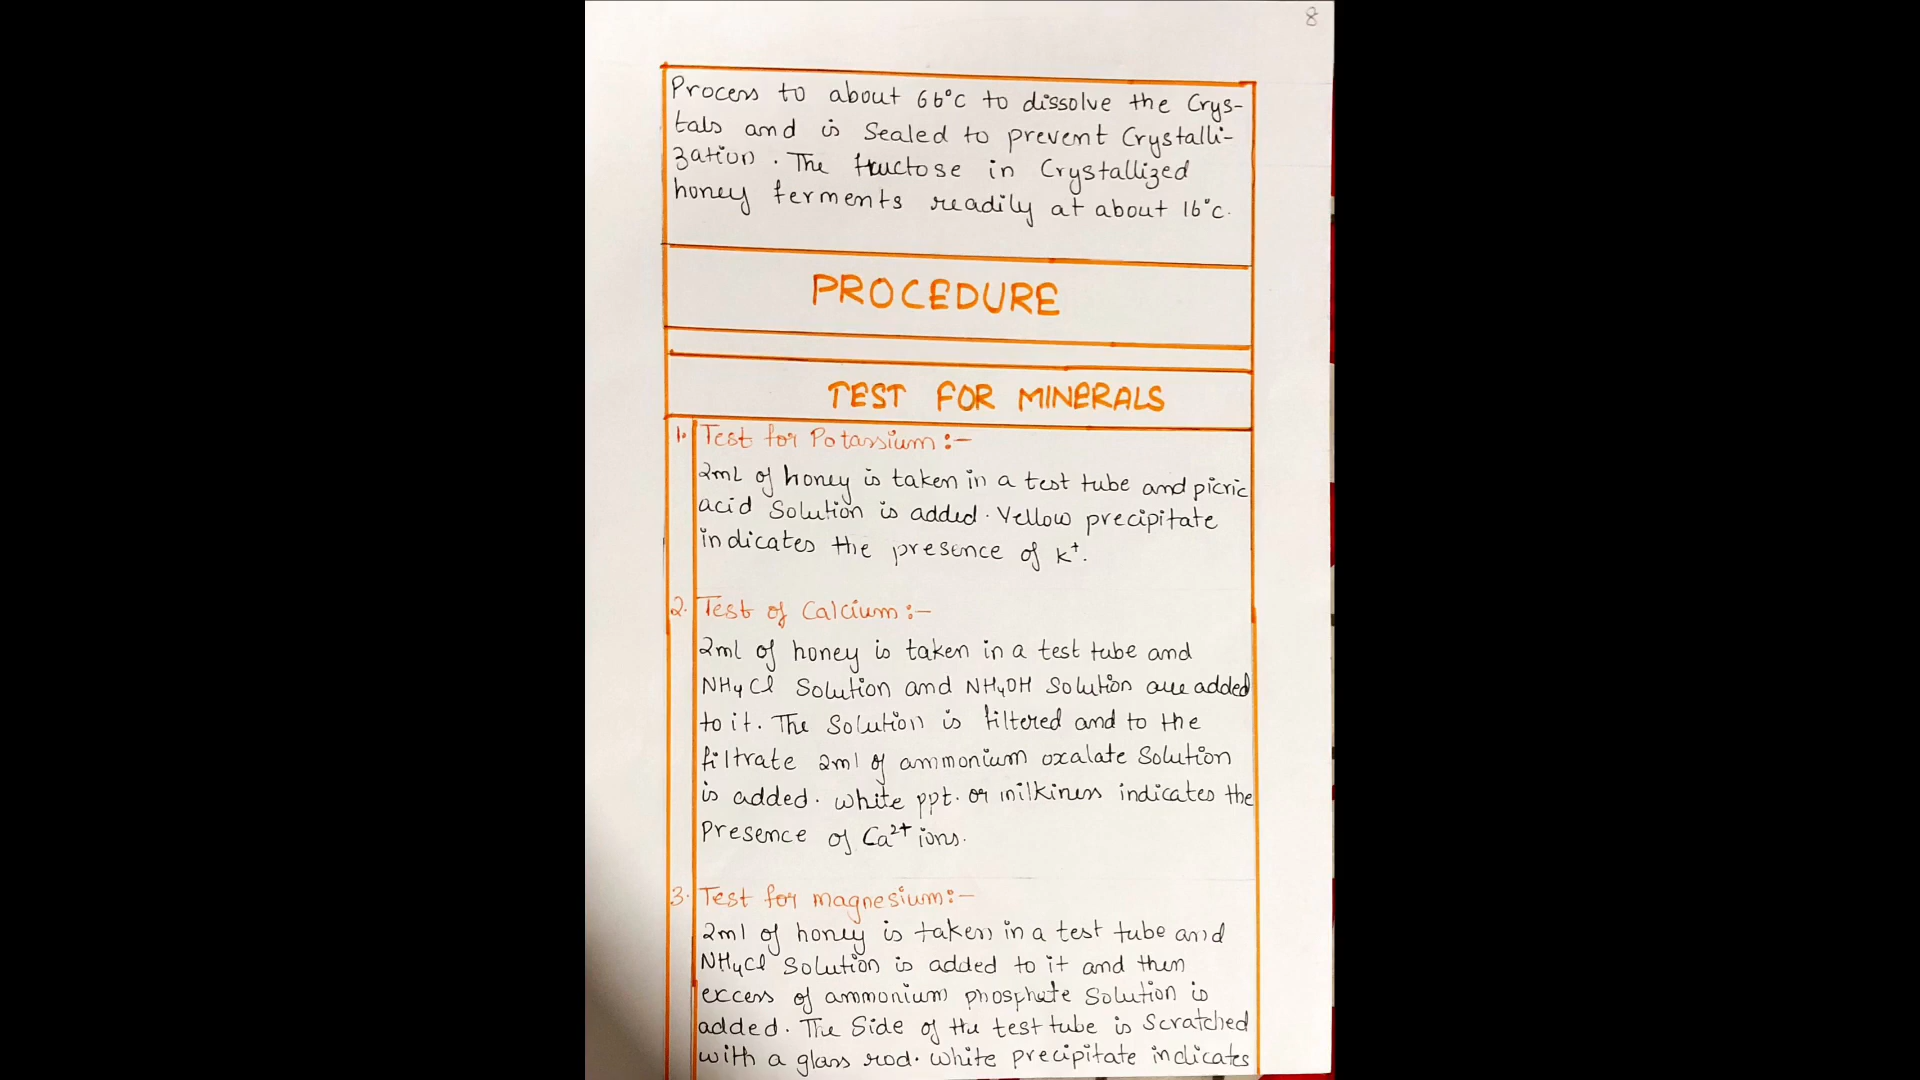 8
Process to about 66°C to dissolve the Crys-
tals and is Sealed to prevent Crystalli-
zation. The fructose in Crystallized
honey ferments readily at about 16°C.
PROCEDURE
TEST FOR MINERALS
1. Test for Potassium:-
2mL of honey is taken in a test tube and picric
acid Solution is added. Yellow precipitate
indicates the presence of K⁺.
2. Test of Calcium:-
2ml of honey is taken in a test tube and
NH₄Cl Solution and NH₄OH Solution are added
to it. The Solution is filtered and to the
filtrate 2ml of ammonium oxalate Solution
is added. White ppt. or milkiness indicates the
Presence of Ca²⁺ ions.
3. Test for Magnesium:-
2ml of honey is taken in a test tube and
NH₄Cl Solution is added to it and then
excess of ammonium phosphate Solution is
added. The Side of the test tube is Scratched
with a glass rod. White precipitate indicates